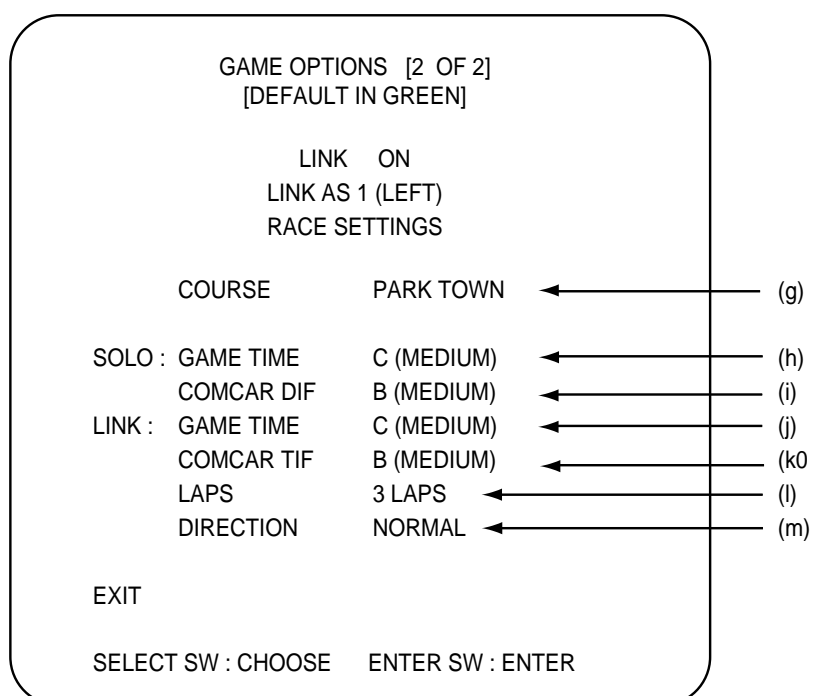 GAME OPTIONS [2 OF 2]
[DEFAULT IN GREEN]
LINK ON
LINK AS 1 (LEFT)
RACE SETTINGS
COURSE PARK TOWN (g)
SOLO : GAME TIME C (MEDIUM) (h)
COMCAR DIF B (MEDIUM) (i)
LINK : GAME TIME C (MEDIUM) (j)
COMCAR TIF B (MEDIUM) (k0
LAPS 3 LAPS (l)
DIRECTION NORMAL (m)
EXIT
SELECT SW : CHOOSE ENTER SW : ENTER